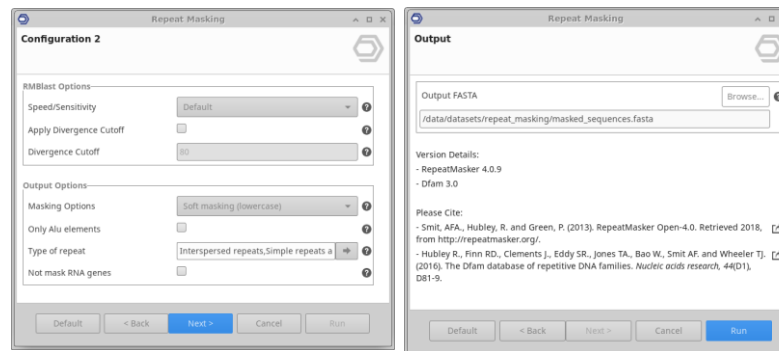 Repeat Masking
Configuration 2
RMBlast Options
Speed/Sensitivity Default
Apply Divergence Cutoff
Divergence Cutoff 80
Output Options
Masking Options Soft masking (lowercase)
Only Alu elements
Type of repeat Interspersed repeats,Simple repeats a
Not mask RNA genes
Default < Back Next > Cancel Run
Repeat Masking
Output
Output FASTA Browse...
/data/datasets/repeat_masking/masked_sequences.fasta
Version Details:
- RepeatMasker 4.0.9
- Dfam 3.0
Please Cite:
- Smit, AFA., Hubley, R. and Green, P. (2013). RepeatMasker Open-4.0. Retrieved 2018,
from http://repeatmasker.org/.
- Hubley R., Finn RD., Clements J., Eddy SR., Jones TA., Bao W., Smit AF. and Wheeler TJ.
(2016). The Dfam database of repetitive DNA families. Nucleic acids research, 44(D1),
D81-9.
Default < Back Next > Cancel Run